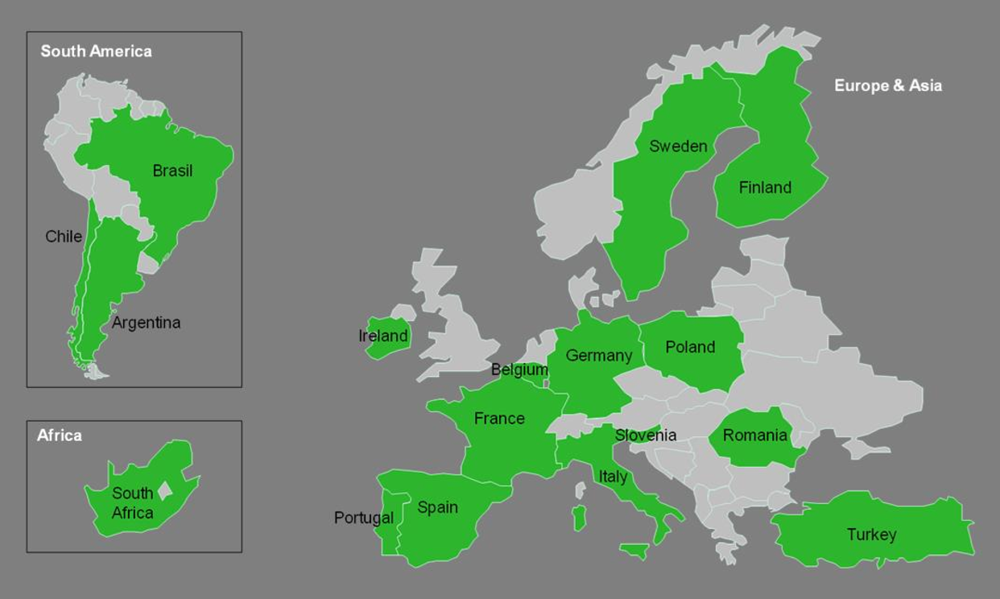 South America
Brasil
Chile
Argentina
Africa
South
Africa
Europe & Asia
Sweden
Finland
Ireland
Belgium
Germany
Poland
France
Slovenia
Romania
Italy
Portugal
Spain
Turkey